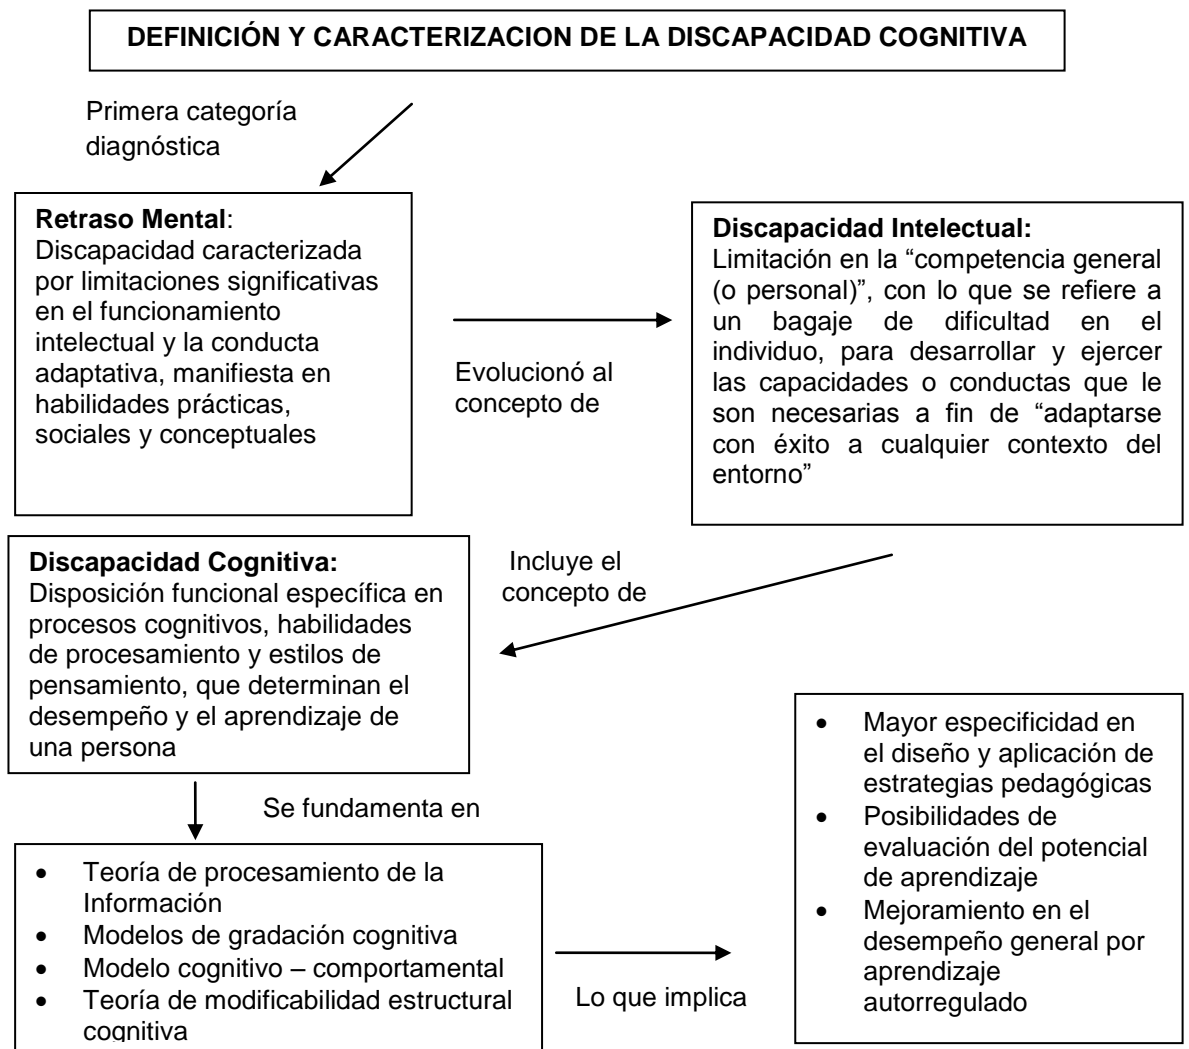 DEFINICIÓN Y CARACTERIZACION DE LA DISCAPACIDAD COGNITIVA
Primera categoría
diagnóstica
Retraso Mental:
Discapacidad caracterizada
por limitaciones significativas
en el funcionamiento
intelectual y la conducta
adaptativa, manifiesta en
habilidades prácticas,
sociales y conceptuales
Evolucionó al
concepto de
Discapacidad Intelectual:
Limitación en la “competencia general
(o personal)”, con lo que se refiere a
un bagaje de dificultad en el
individuo, para desarrollar y ejercer
las capacidades o conductas que le
son necesarias a fin de “adaptarse
con éxito a cualquier contexto del
entorno”
Incluye el
concepto de
Discapacidad Cognitiva:
Disposición funcional específica en
procesos cognitivos, habilidades
de procesamiento y estilos de
pensamiento, que determinan el
desempeño y el aprendizaje de
una persona
Se fundamenta en
• Teoría de procesamiento de la
Información
• Modelos de gradación cognitiva
• Modelo cognitivo – comportamental
• Teoría de modificabilidad estructural
cognitiva
Lo que implica
• Mayor especificidad en
el diseño y aplicación de
estrategias pedagógicas
• Posibilidades de
evaluación del potencial
de aprendizaje
• Mejoramiento en el
desempeño general por
aprendizaje
autorregulado